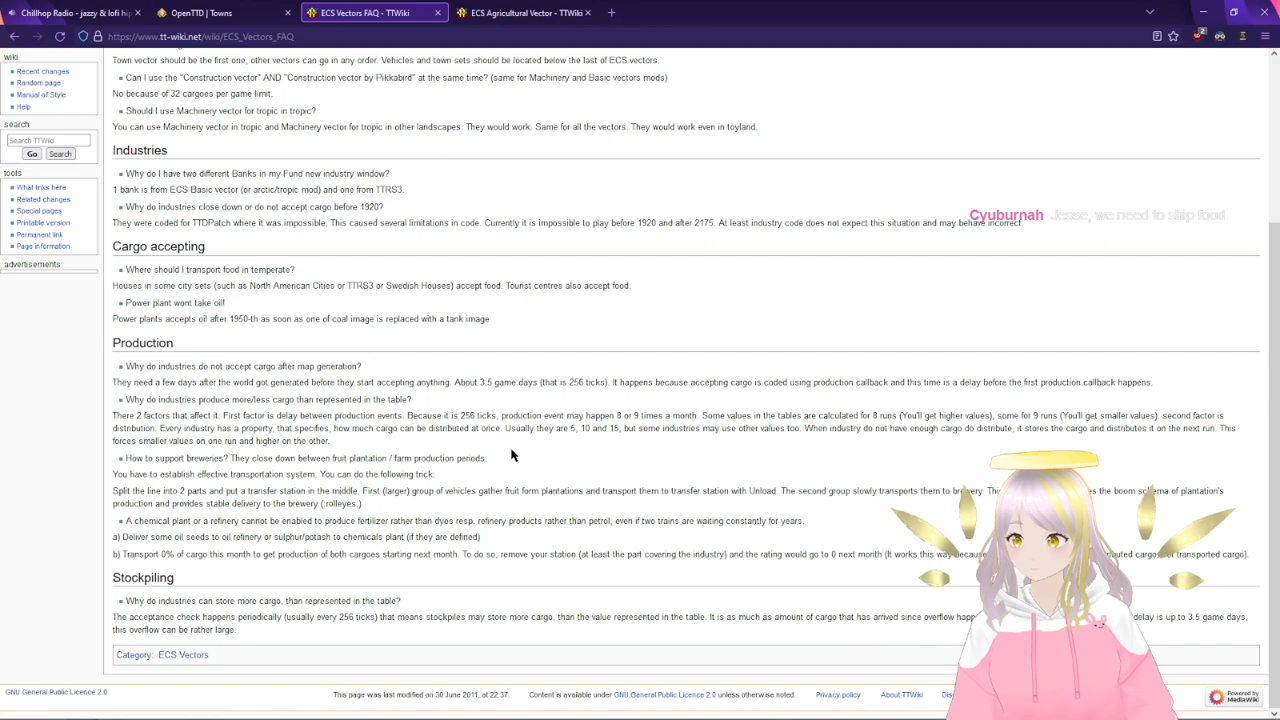 Chillhop Radio - jazzy & lofi hip
OpenTTD | Towns
ECS Vectors FAQ - TTWiki
ECS Agricultural Vector - TTWiki
https://www.tt-wiki.net/wiki/ECS_Vectors_FAQ
wiki
Recent changes
Random page
Manual of Style
Help
search
Search TTWiki
Go Search
tools
What links here
Related changes
Special pages
Printable version
Permanent link
Page information
advertisements
Town vector should be the first one, other vectors can go in any order. Vehicles and town sets should be located below the last of ECS vectors.
Can I use the "Construction vector" AND "Construction vector by Pikkabird" at the same time? (same for Machinery and Basic vectors mods)
No because of 32 cargoes per game limit.
Should I use Machinery vector for tropic in tropic?
You can use Machinery vector in tropic and Machinery vector for tropic in other landscapes. They would work. Same for all the vectors. They would work even in toyland.
Industries
Why do I have two different Banks in my Fund new industry window?
1 bank is from ECS Basic vector (or arctic/tropic mod) and one from TTRS3.
Why do industries close down or do not accept cargo before 1920?
They were coded for TTDPatch where it was impossible. This caused several limitations in code. Currently it is impossible to play before 1920 and after 2175. At least industry code does not expect this situation and may behave incorrect.
Cyuburnah Jesse, we need to ship food
Cargo accepting
Where should I transport food in temperate?
Houses in some city sets (such as North American Cities or TTRS3 or Swedish Houses) accept food. Tourist centres also accept food.
Power plant wont take oil!
Power plants accepts oil after 1950-th as soon as one of coal image is replaced with a tank image
Production
Why do industries do not accept cargo after map generation?
They need a few days after the world got generated before they start accepting anything. About 3.5 game days (that is 256 ticks). It happens because accepting cargo is coded using production callback and this time is a delay before the first production callback happens.
Why do industries produce more/less cargo than represented in the table?
There 2 factors that affect it. First factor is delay between production events. Because it is 256 ticks, production event may happen 8 or 9 times a month. Some values in the tables are calculated for 8 runs (You'll get higher values), some for 9 runs (You'll get smaller values). second factor is
distribution. Every industry has a property, that specifies, how much cargo can be distributed at once. Usually they are 5, 10 and 15, but some industries may use other values too. When industry do not have enough cargo do distribute, it stores the cargo and distributes it on the next run. This
forces smaller values on one run and higher on the other.
How to support breweries? They close down between fruit plantation / farm production periods.
You have to establish effective transportation system. You can do the following trick:
Split the line into 2 parts and put a transfer station in the middle. First (larger) group of vehicles gather fruit form plantations and transport them to transfer station with Unload. The second group slowly transports them to brewery. es the boom schema of plantation's
production and provides stable delivery to the brewery (:rolleyes:)
A chemical plant or a refinery cannot be enabled to produce fertilizer rather than dyes resp. refinery products rather than petrol, even if two trains are waiting constantly for years.
a) Deliver some oil seeds to oil refinery or sulphur/potash to chemicals plant (if they are defined)
b) Transport 0% of cargo this month to get production of both cargoes starting next month. To do so, remove your station (at least the part covering the industry) and the rating would go to 0 next month (It works this way because cargo of transported cargo).
Stockpiling
Why do industries can store more cargo, than represented in the table?
The acceptance check happens periodically (usually every 256 ticks) that means stockpiles may store more cargo, than the value represented in the table. It is as much as amount of cargo that has arrived since overflow delay is up to 3.5 game days,
this overflow can be rather large.
Category: ECS Vectors
GNU General Public Licence 2.0
This page was last modified on 30 June 2011, at 22:37.
Content is available under GNU General Public Licence 2.0 unless otherwise noted.
Privacy policy
About TTWiki
Powered by
MediaWiki